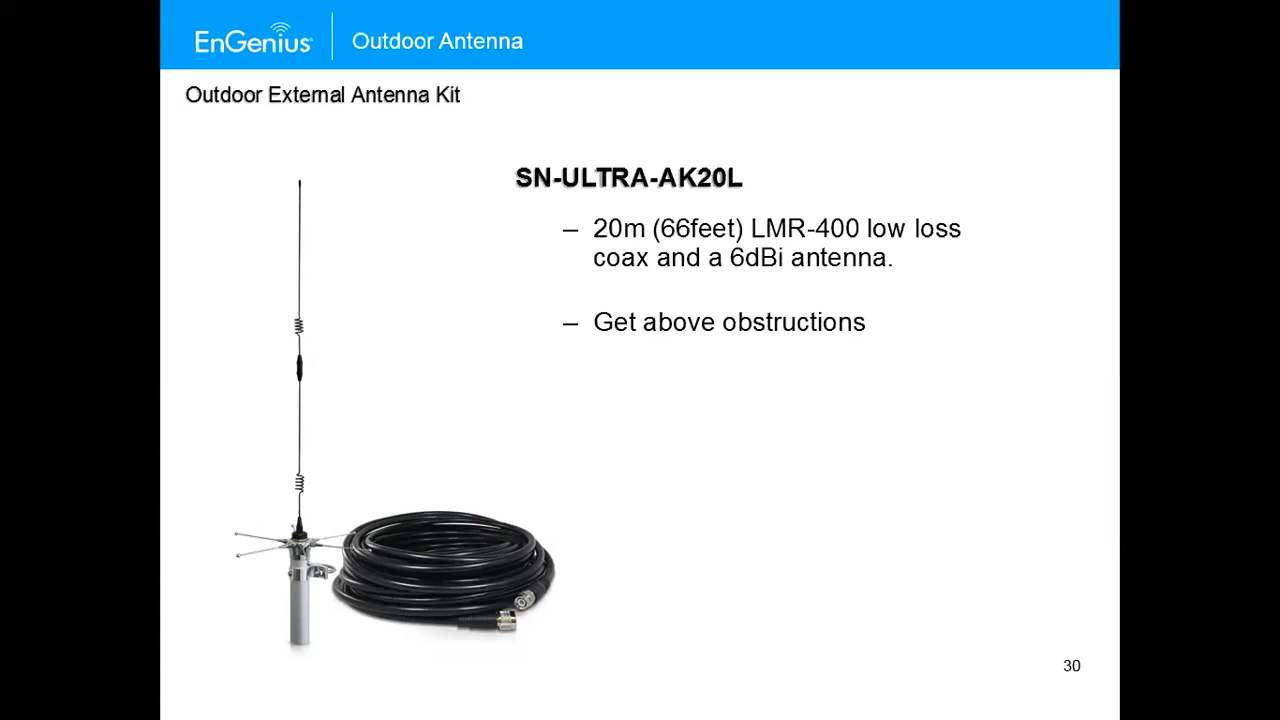 EnGenius
Outdoor Antenna
Outdoor External Antenna Kit
SN-ULTRA-AK20L
– 20m (66feet) LMR-400 low loss
coax and a 6dBi antenna.
– Get above obstructions
30